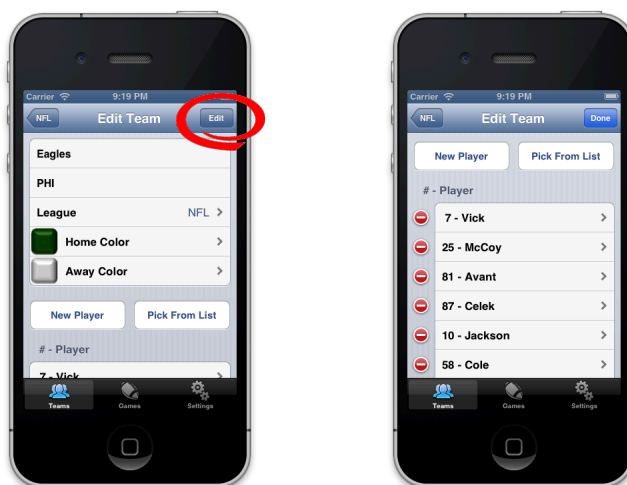 Carrier 9:19 PM
NFL Edit Team Edit
Eagles
PHI
League NFL
Home Color
Away Color
New Player Pick From List
# - Player
7 - Vick
Teams Games Settings
Carrier 9:19 PM
NFL Edit Team Done
New Player Pick From List
# - Player
7 - Vick
25 - McCoy
81 - Avant
87 - Celek
10 - Jackson
58 - Cole
Teams Games Settings